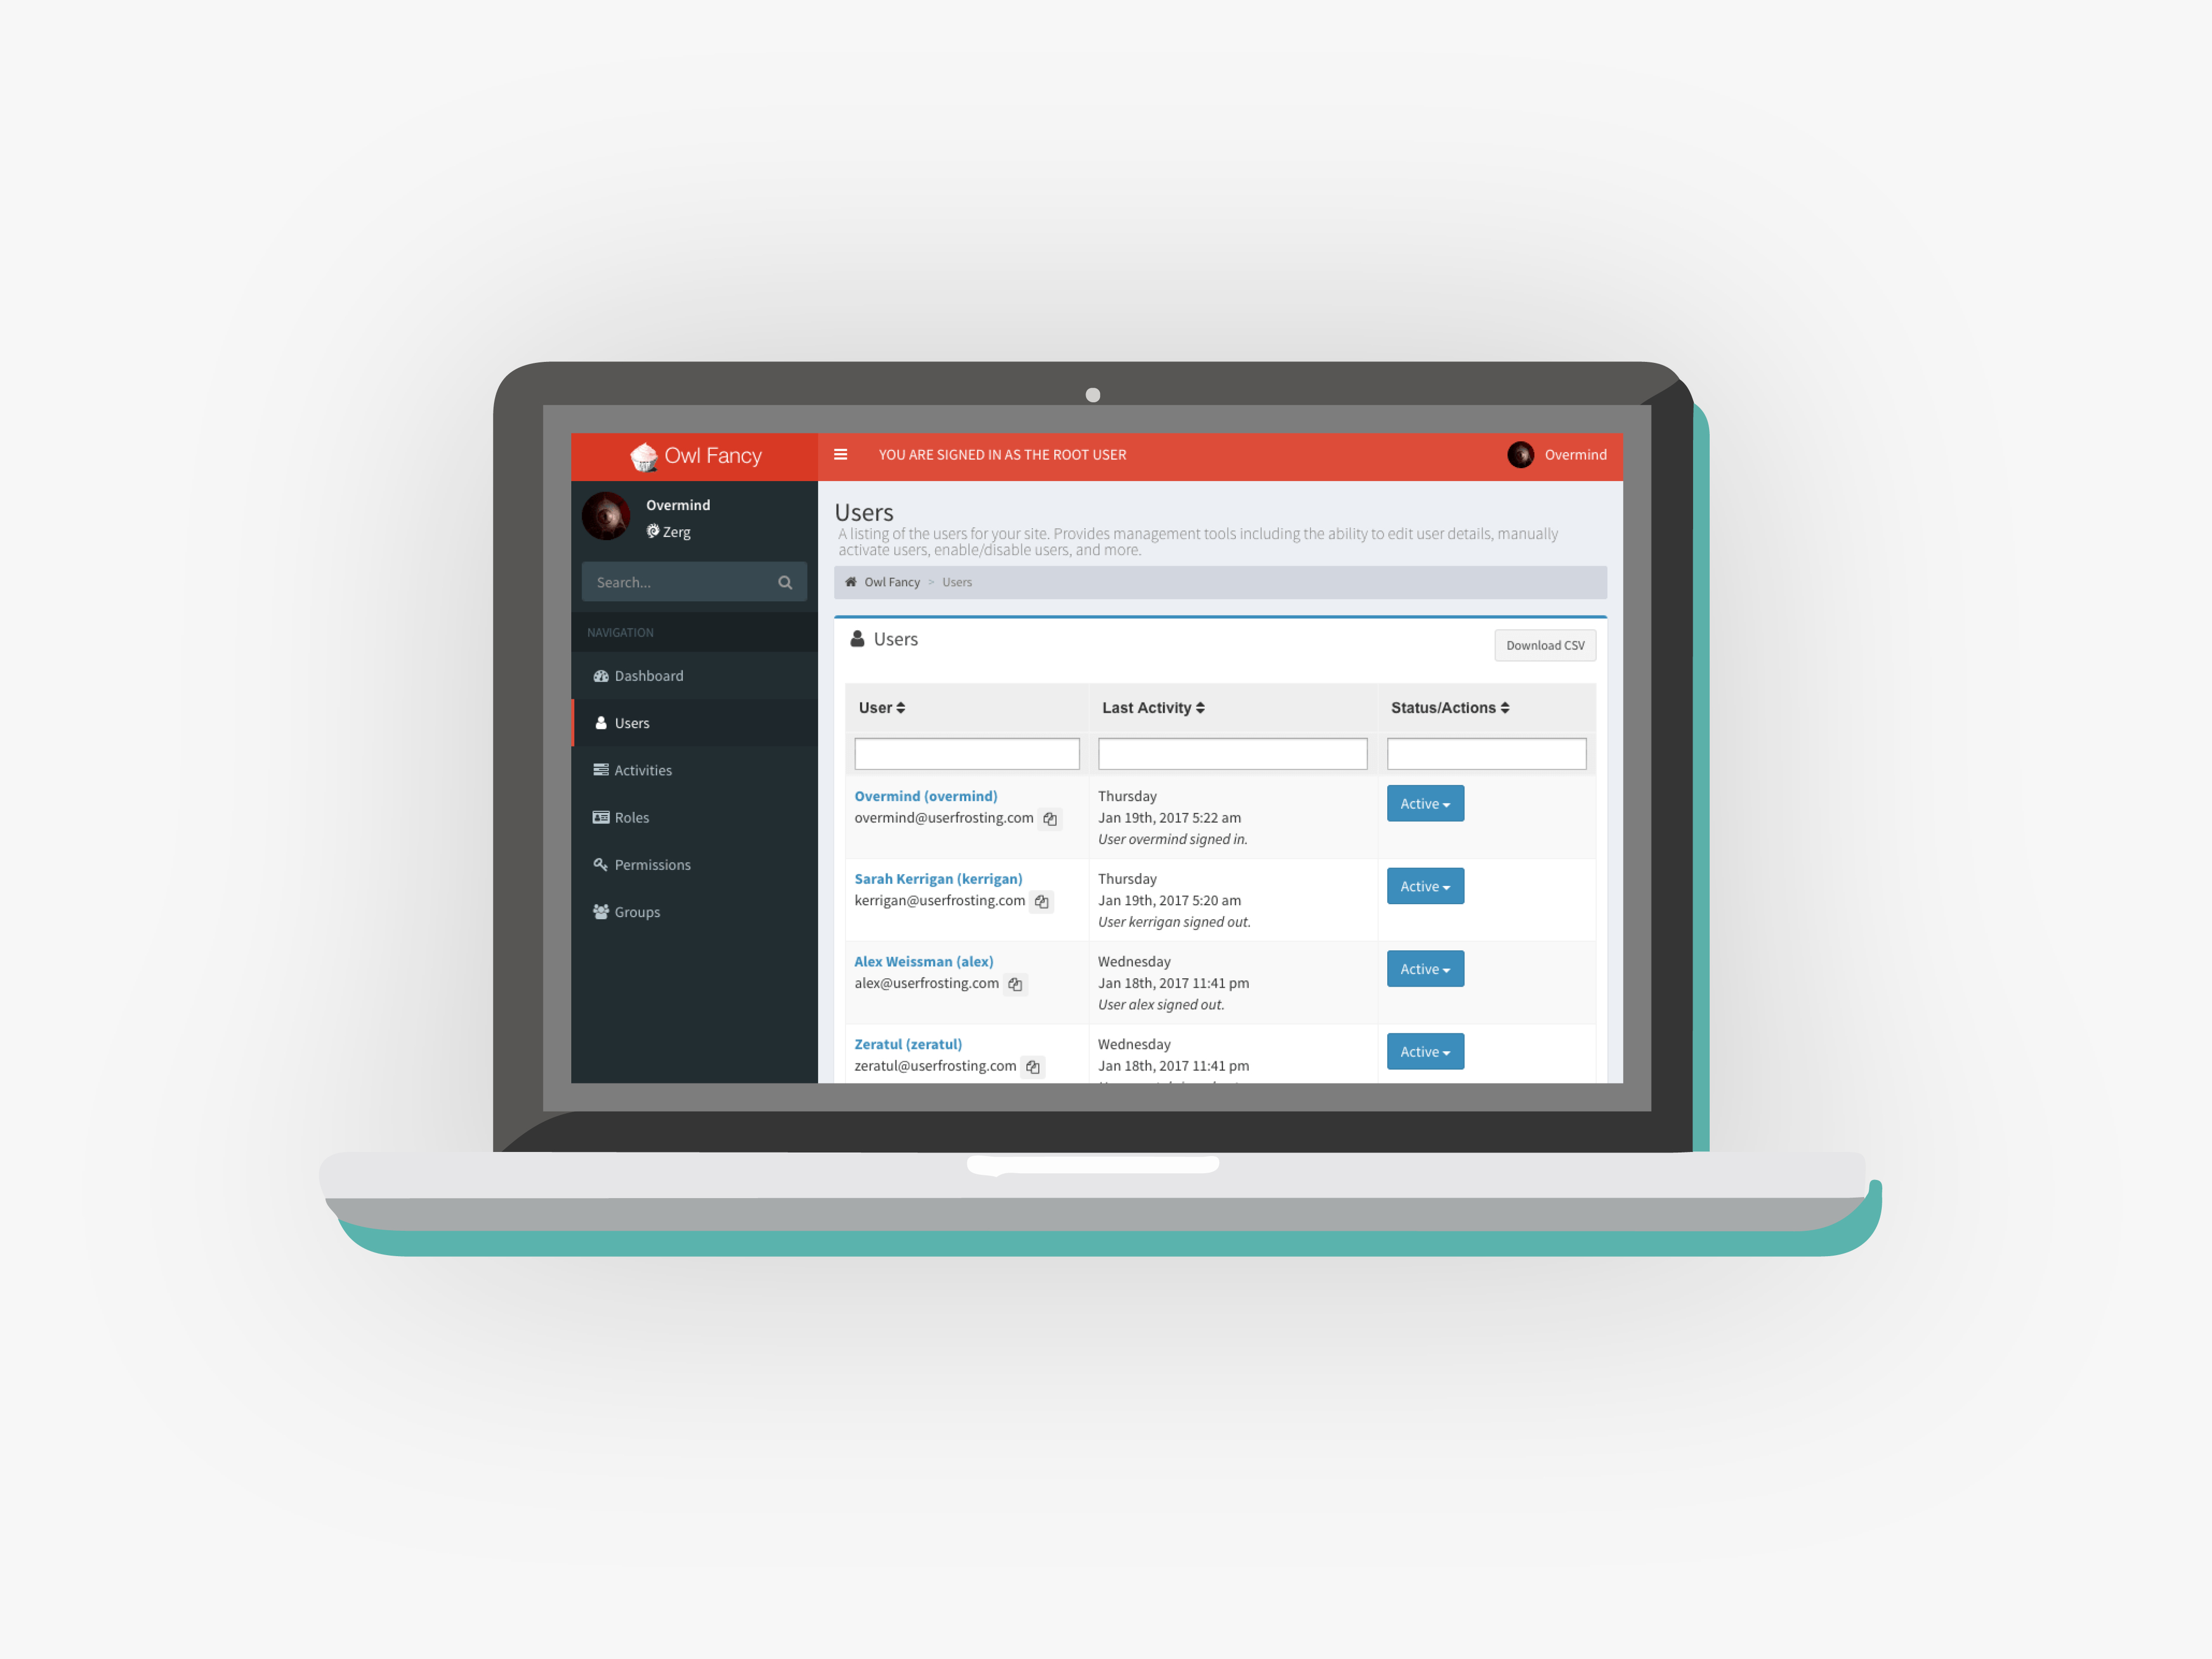 Owl Fancy
YOU ARE SIGNED IN AS THE ROOT USER
Overmind
Overmind
Zerg
Search...
NAVIGATION
Dashboard
Users
Activities
Roles
Permissions
Groups
Users
A listing of the users for your site. Provides management tools including the ability to edit user details, manually
activate users, enable/disable users, and more.
Owl Fancy > Users
Users
Download CSV
User
Last Activity
Status/Actions
Overmind (overmind)
overmind@userfrosting.com
Thursday
Jan 19th, 2017 5:22 am
User overmind signed in.
Active
Sarah Kerrigan (kerrigan)
kerrigan@userfrosting.com
Thursday
Jan 19th, 2017 5:20 am
User kerrigan signed out.
Active
Alex Weissman (alex)
alex@userfrosting.com
Wednesday
Jan 18th, 2017 11:41 pm
User alex signed out.
Active
Zeratul (zeratul)
zeratul@userfrosting.com
Wednesday
Jan 18th, 2017 11:41 pm
Active